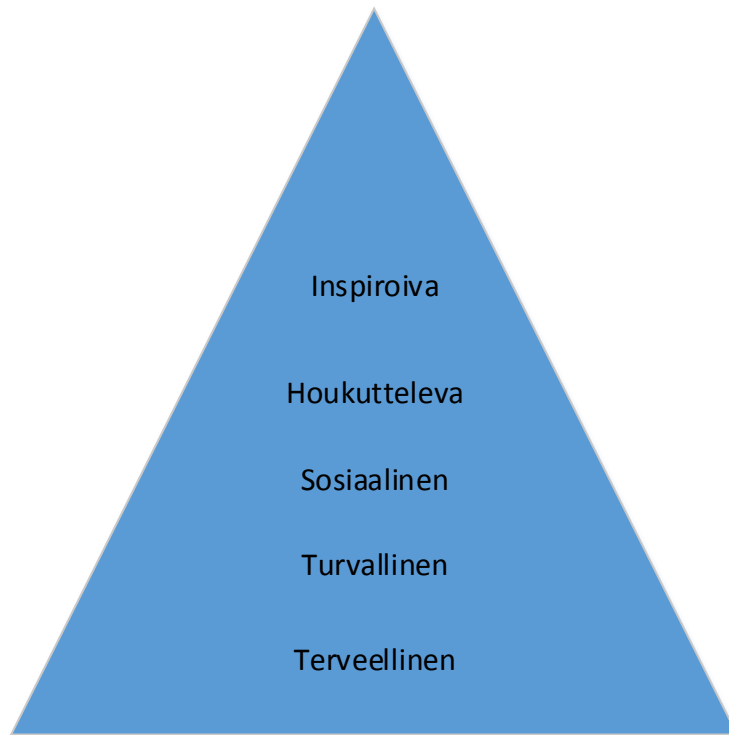 Inspiroiva
Houkutteleva
Sosiaalinen
Turvallinen
Terveellinen